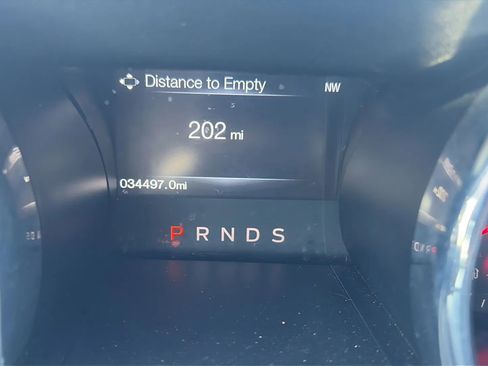 Distance to Empty NW
202 mi
034497.0mi
P R N D S